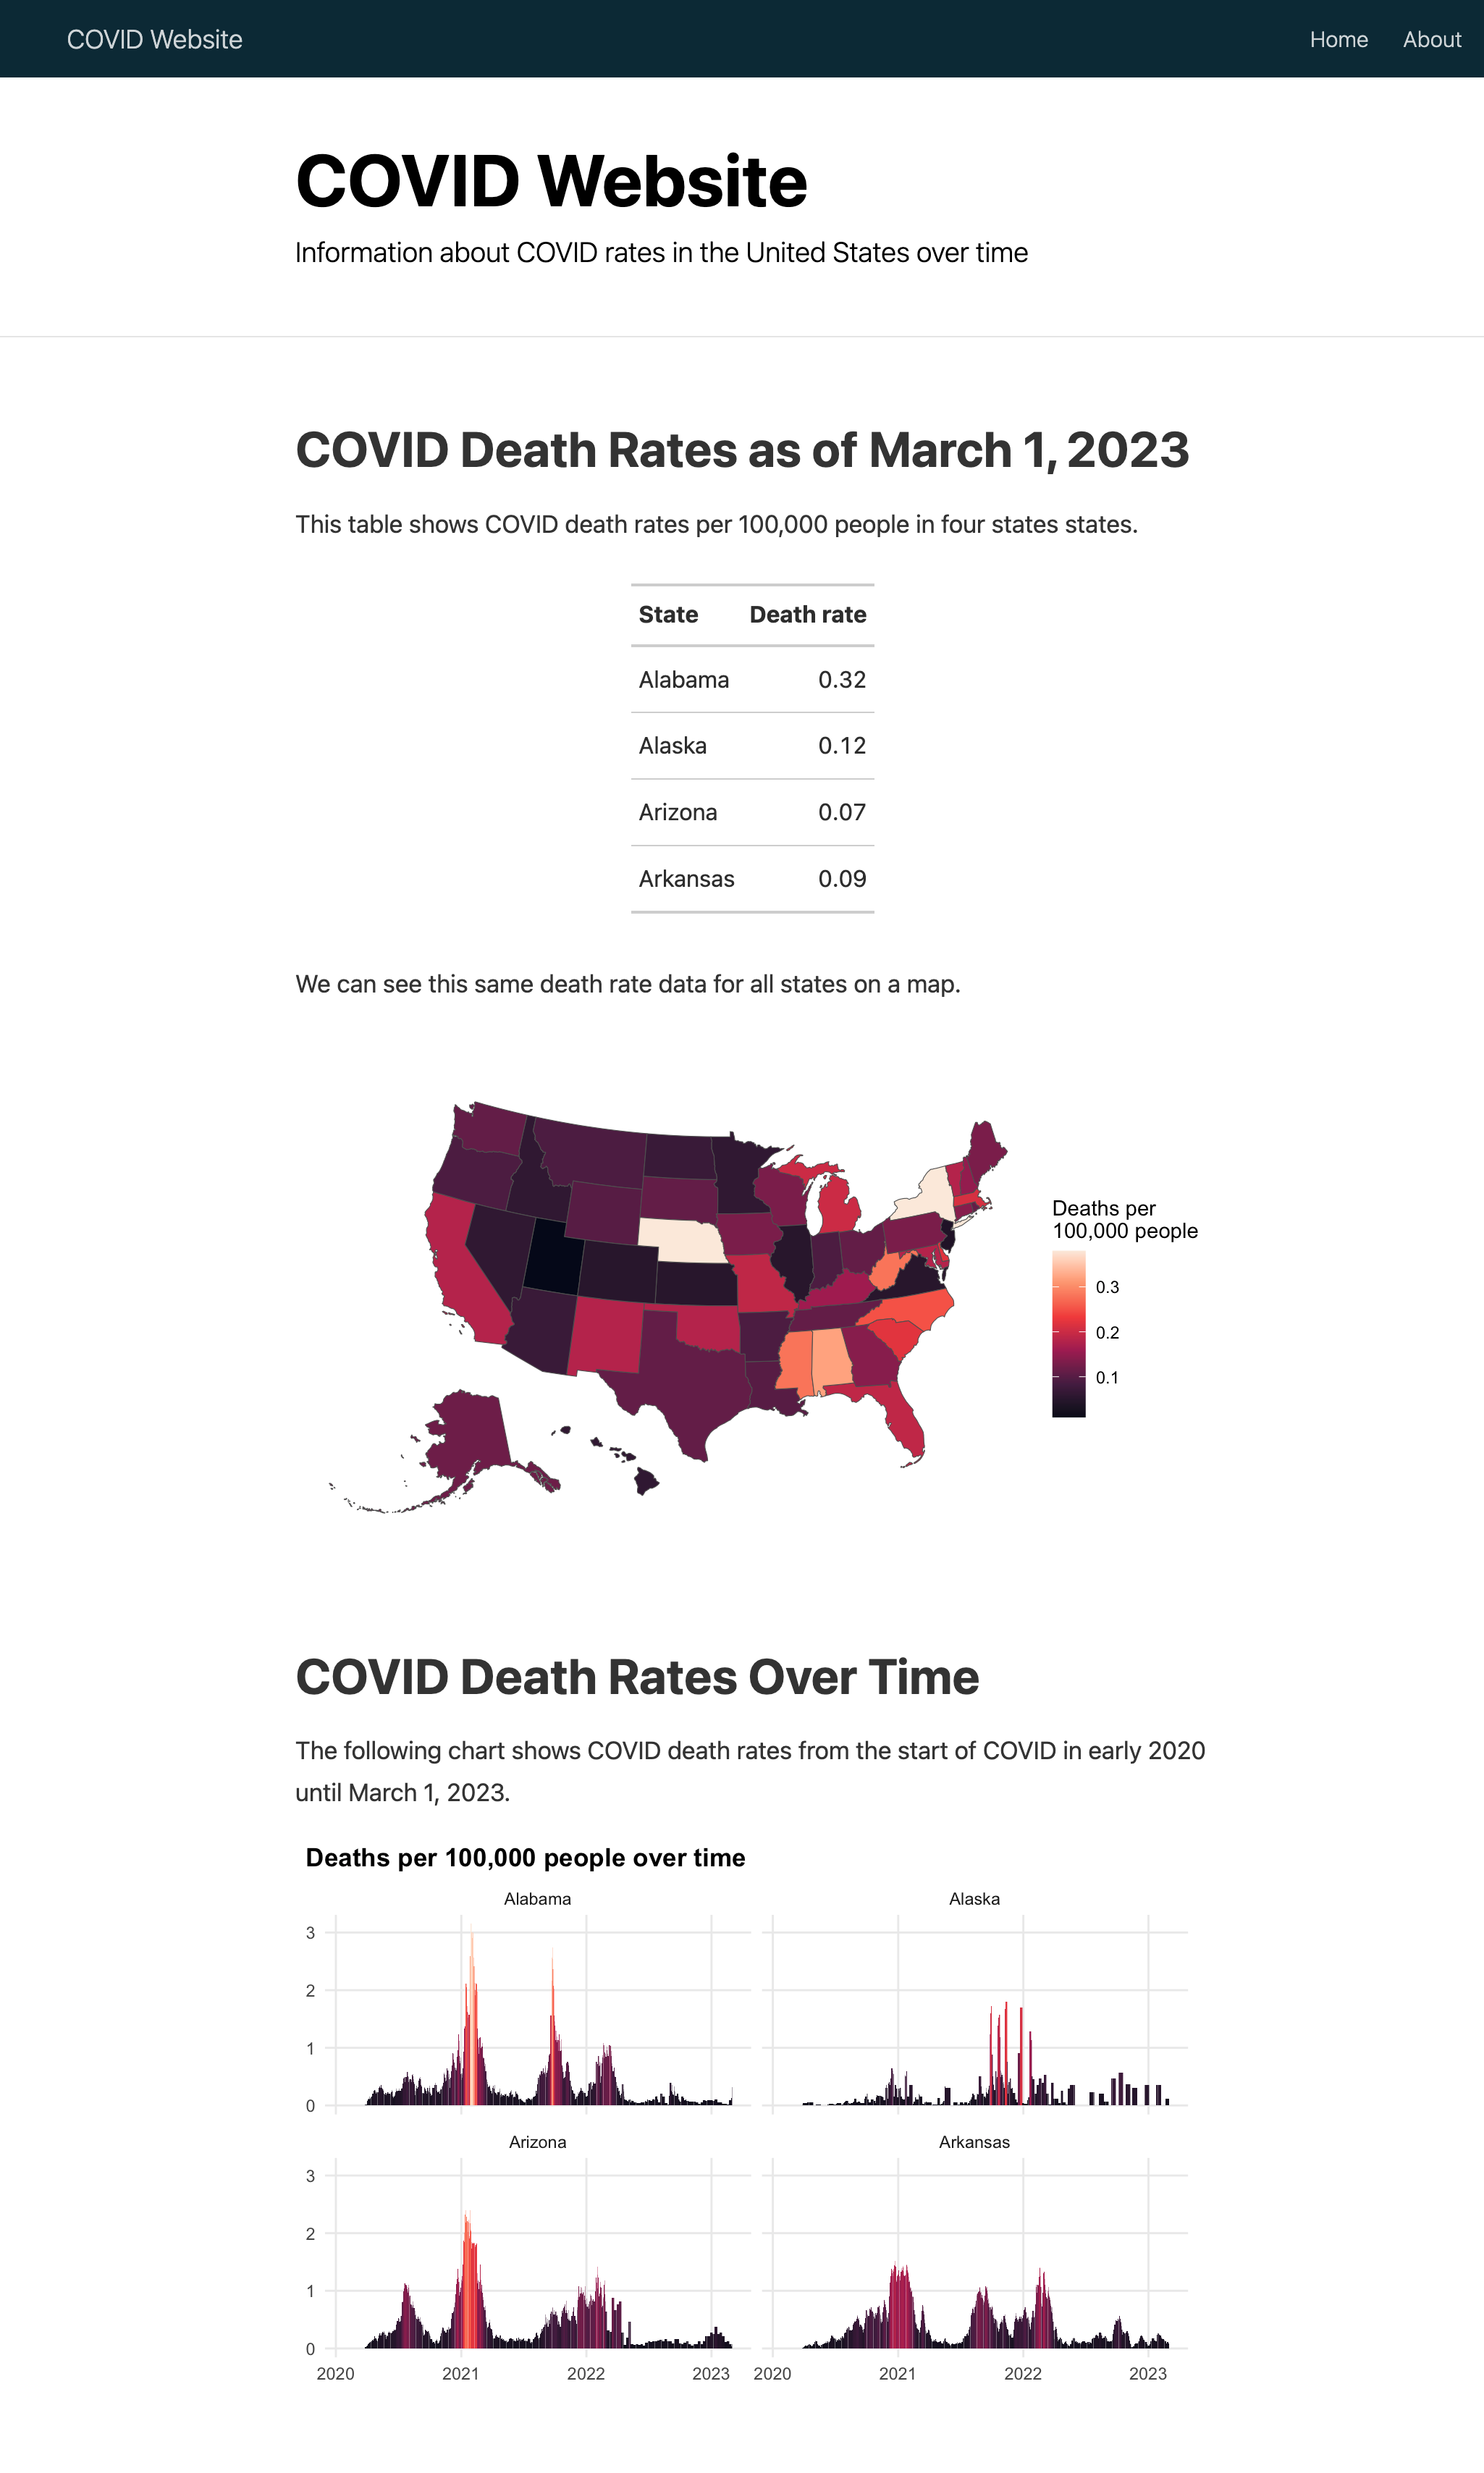 COVID Website
Home
About
COVID Website
Information about COVID rates in the United States over time
COVID Death Rates as of March 1, 2023
This table shows COVID death rates per 100,000 people in four states states.
State Death rate
Alabama 0.32
Alaska 0.12
Arizona 0.07
Arkansas 0.09
We can see this same death rate data for all states on a map.
Deaths per
100,000 people
0.3
0.2
0.1
COVID Death Rates Over Time
The following chart shows COVID death rates from the start of COVID in early 2020
until March 1, 2023.
Deaths per 100,000 people over time
Alabama Alaska
3
2
1
0
Arizona Arkansas
3
2
1
0
2020 2021 2022 2023 2020 2021 2022 2023